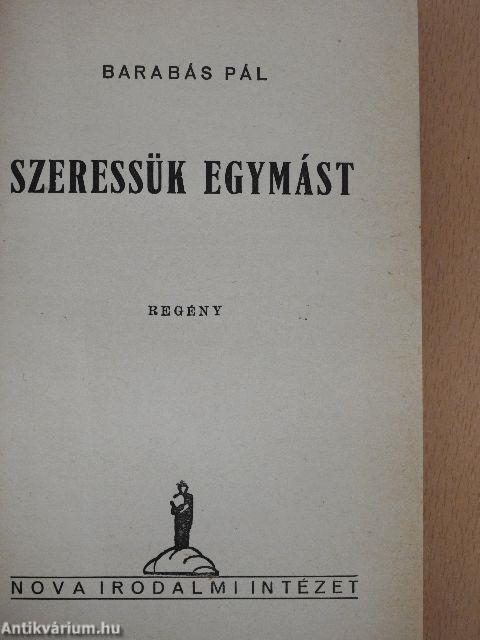 BARABÁS PÁL
SZERESSÜK EGYMÁST
REGÉNY
NOVA IRODALMI INTÉZET
Antikvárium.hu